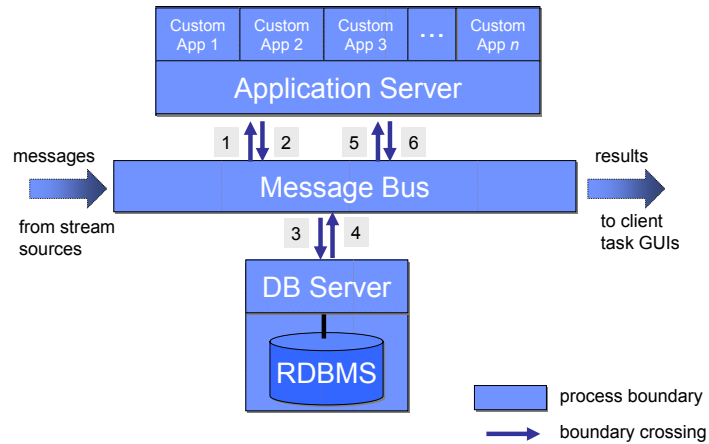 Custom App 1
Custom App 2
Custom App 3
...
Custom App n
Application Server
1
2
5
6
messages
results
Message Bus
from stream sources
to client task GUIs
3
4
DB Server
RDBMS
process boundary
boundary crossing